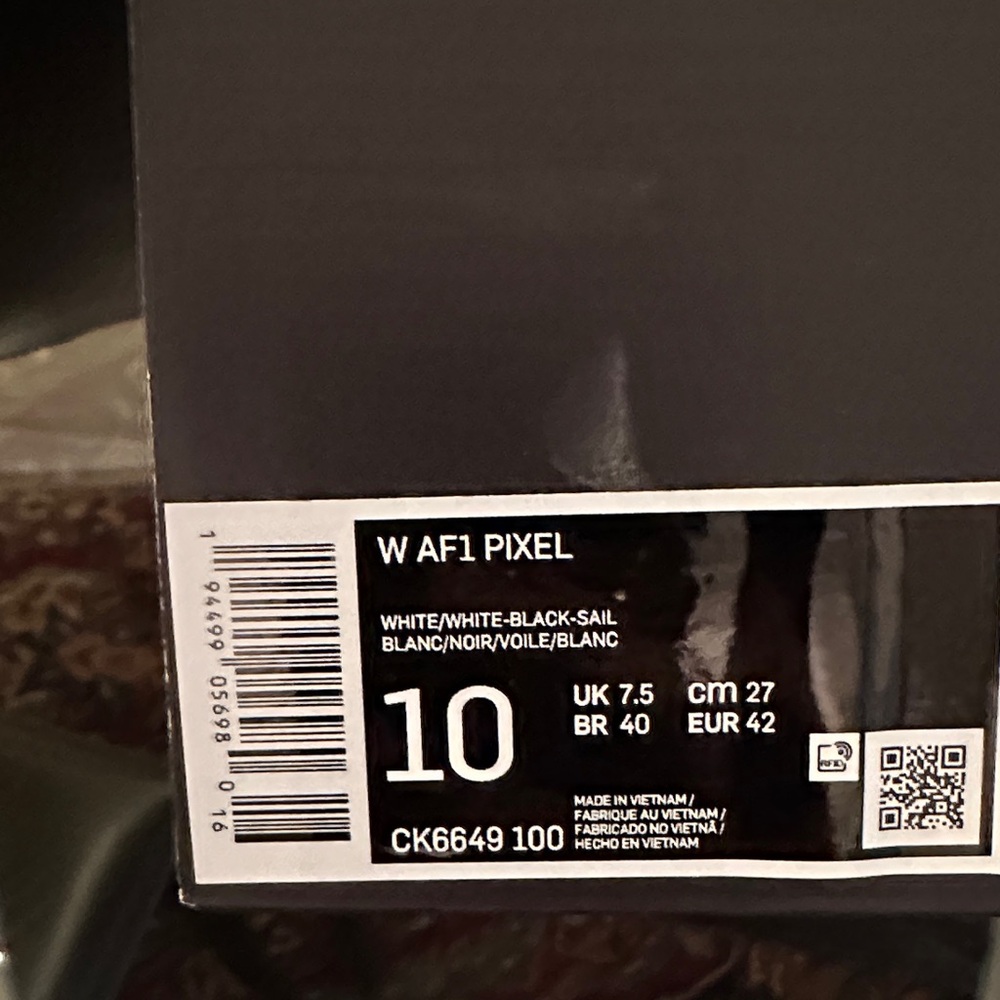 W AF1 PIXEL
WHITE/WHITE-BLACK-SAIL
BLANC/NOIR/VOILE/BLANC
10
UK 7.5 cm 27
BR 40 EUR 42
MADE IN VIETNAM /
FABRIQUE AU VIETNAM /
FABRICADO NO VIETNÃ /
HECHO EN VIETNAM
CK6649 100
RFID
1 94499 05698 0 16